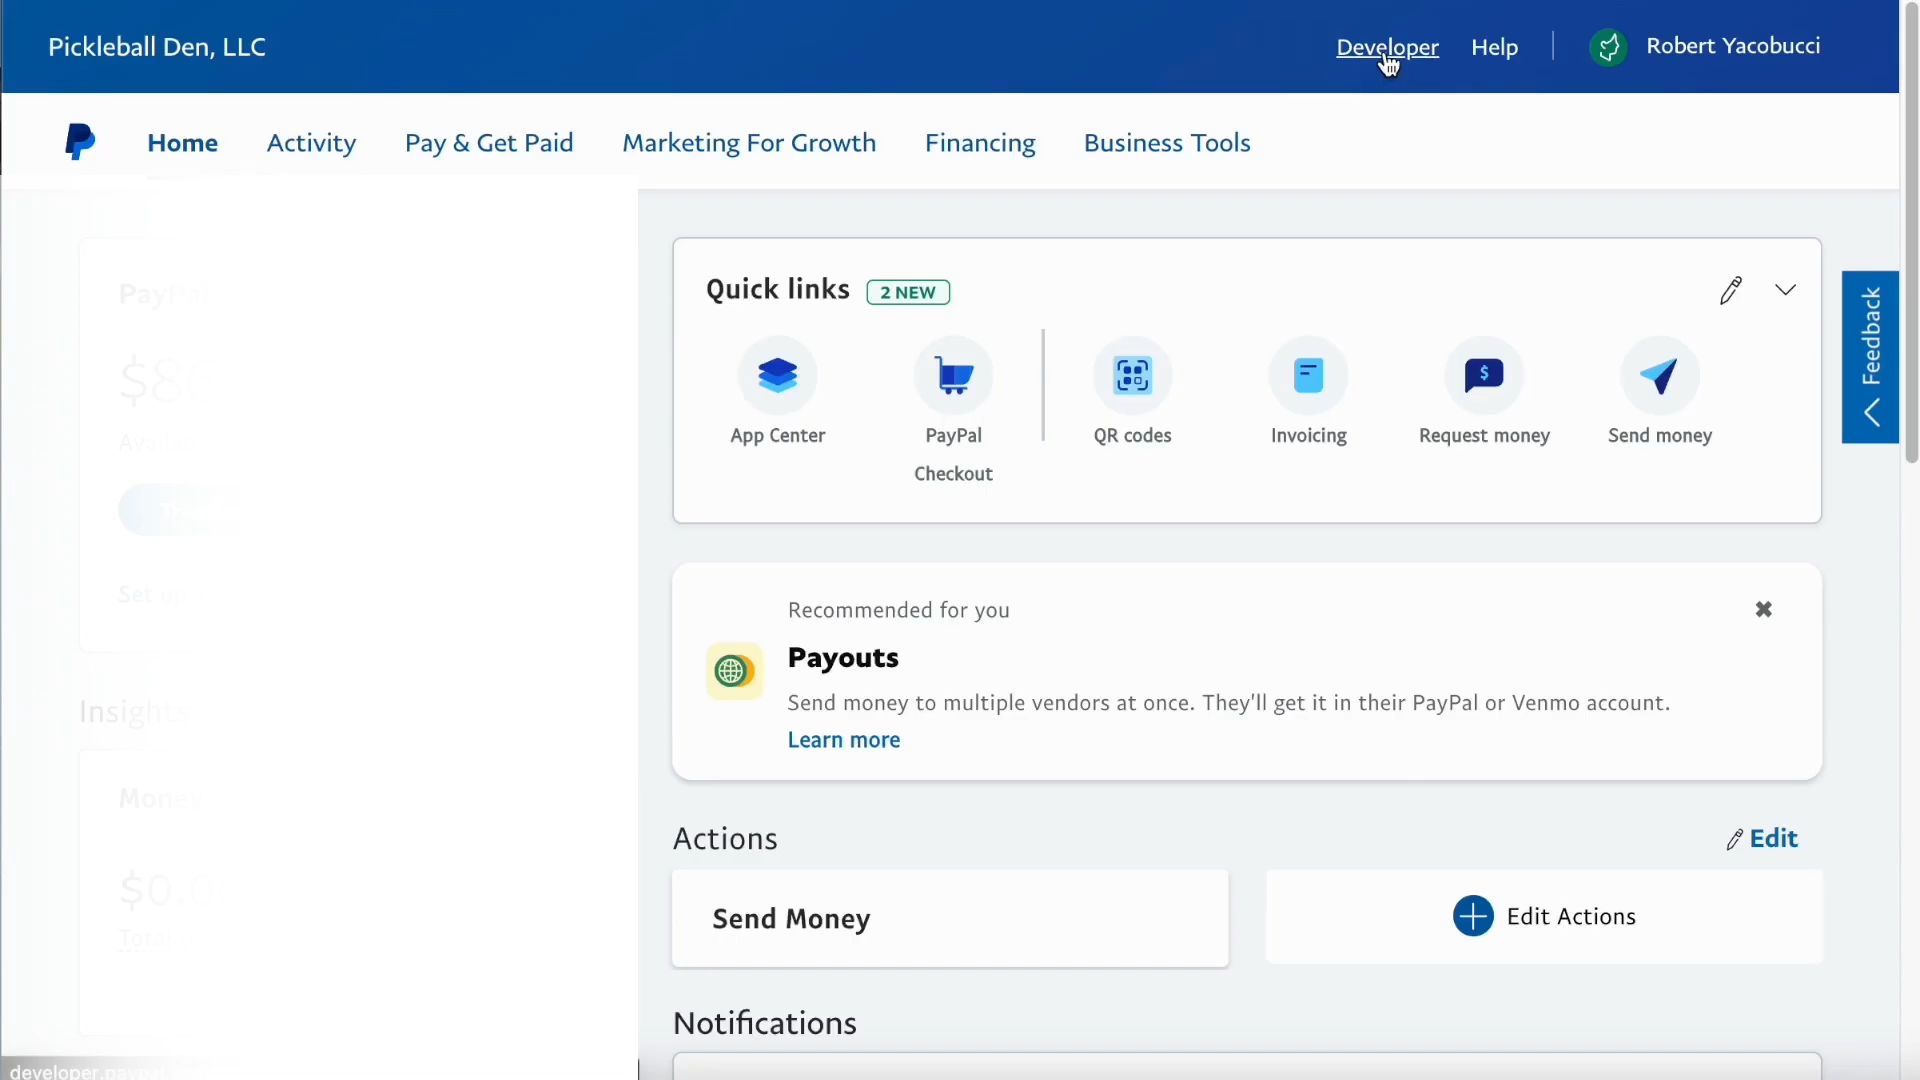 Pickleball Den, LLC
Developer
Help
Robert Yacobucci
Home
Activity
Pay & Get Paid
Marketing For Growth
Financing
Business Tools
Quick links
2 NEW
App Center
PayPal
Checkout
QR codes
Invoicing
Request money
Send money
Feedback
Recommended for you
Payouts
Send money to multiple vendors at once. They'll get it in their PayPal or Venmo account.
Learn more
Insights
Money
Actions
Edit
Send Money
Edit Actions
Notifications